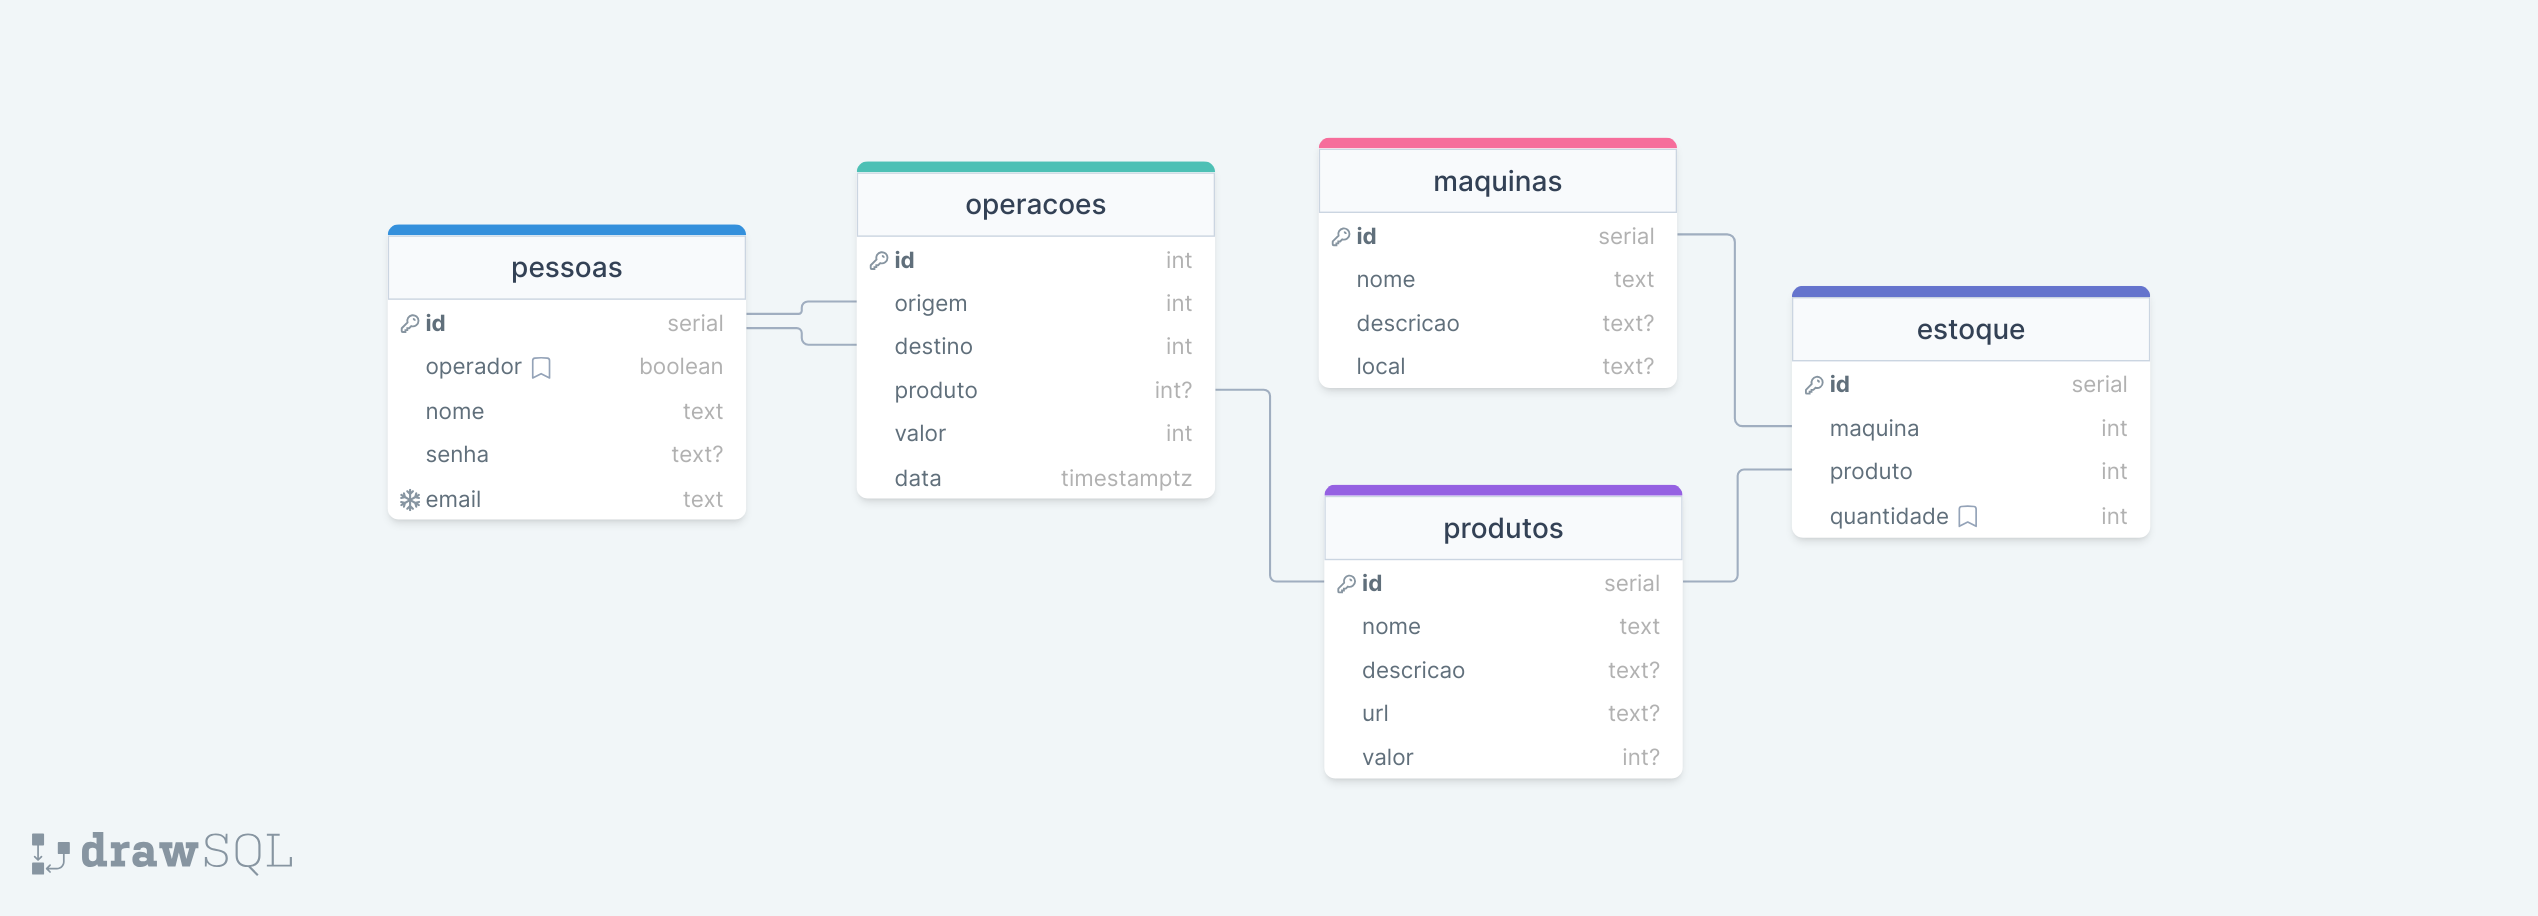 pessoas
id serial
operador boolean
nome text
senha text?
email text
operacoes
id int
origem int
destino int
produto int?
valor int
data timestamptz
maquinas
id serial
nome text
descricao text?
local text?
produtos
id serial
nome text
descricao text?
url text?
valor int?
estoque
id serial
maquina int
produto int
quantidade int
drawSQL